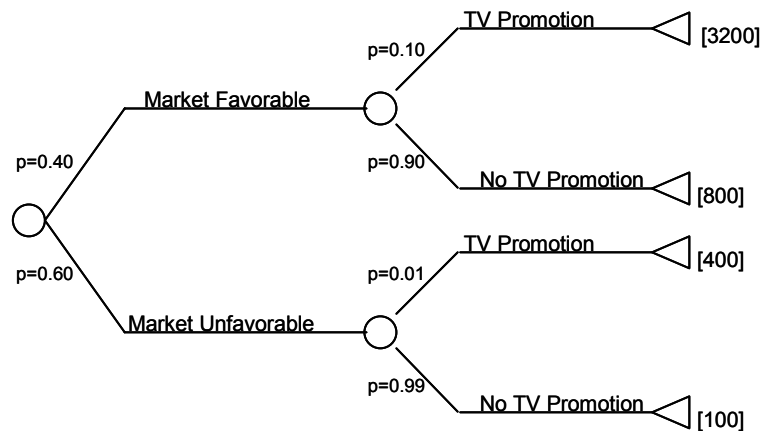 TV Promotion
p=0.10
[3200]
Market Favorable
p=0.40
p=0.90
No TV Promotion
[800]
TV Promotion
p=0.60
p=0.01
[400]
Market Unfavorable
p=0.99
No TV Promotion
[100]